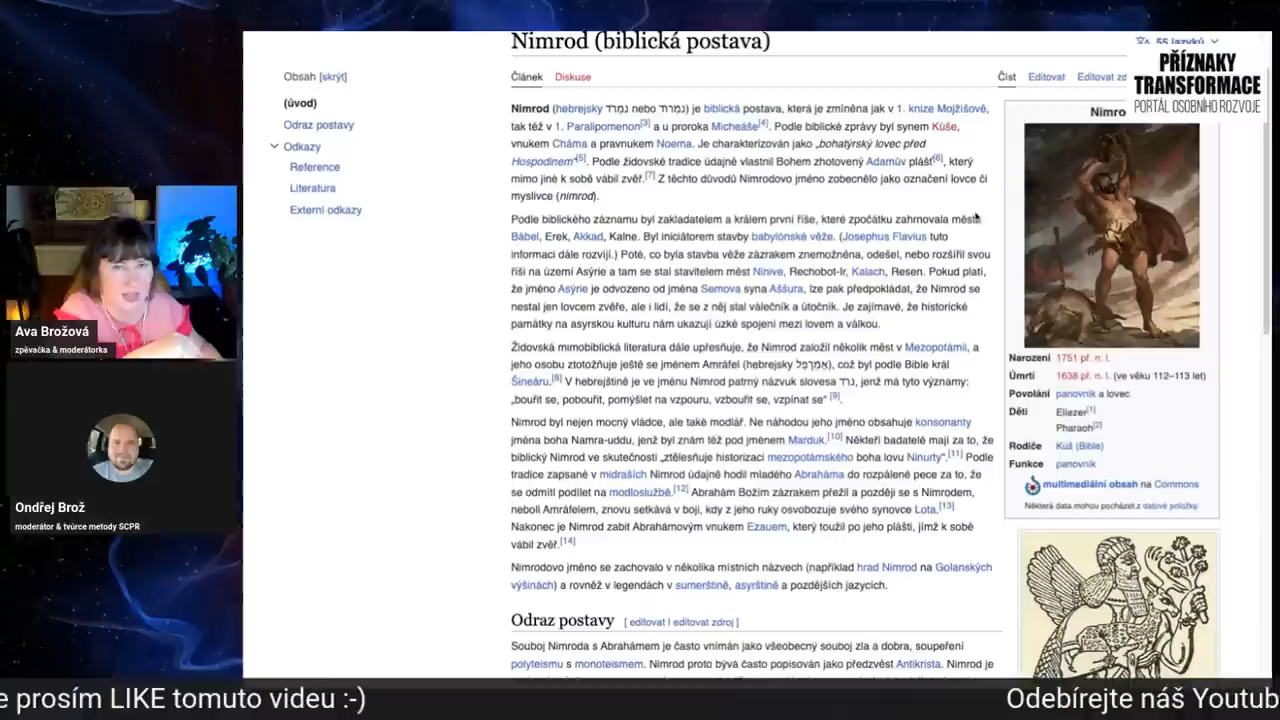 Nimrod (biblická postava)
55 jazyků
PŘÍZNAKY
TRANSFORMACE
PORTÁL OSOBNÍHO ROZVOJE
Obsah [skrýt]
(úvod)
Odraz postavy
Odkazy
Reference
Literatura
Externí odkazy
Článek Diskuse
Číst Editovat Editovat zd
Nimrod (hebrejsky נמרוד nebo נִמְרֹד) je biblická postava, která je zmíněna jak v 1. knize Mojžíšově,
tak též v 1. Paralipomenon[3] a u proroka Micheáše[4]. Podle biblické zprávy byl synem Kúše,
vnukem Cháma a pravnukem Noema. Je charakterizován jako „bohatýrský lovec před
Hospodinem“[5]. Podle židovské tradice údajně vlastnil Bohem zhotovený Adamův plášť[6], který
mimo jiné k sobě vábil zvěř.[7] Z těchto důvodů Nimrodovo jméno zobecnělo jako označení lovce či
myslivce (nimrod).
Podle biblického záznamu byl zakladatelem a králem první říše, které zpočátku zahrnovala města
Bábel, Erek, Akkad, Kalne. Byl iniciátorem stavby babylónské věže. (Josephus Flavius tuto
informaci dále rozvíjí.) Poté, co byla stavba věže zázrakem znemožněna, odešel, nebo rozšířil svou
říši na území Asýrie a tam se stal stavitelem měst Ninive, Rechobot-Ir, Kalach, Resen. Pokud platí,
že jméno Asýrie je odvozeno od jména Semova syna Aššúra, lze pak předpokládat, že Nimrod se
nestal jen lovcem zvěře, ale i lidí, že se z něj stal válečník a útočník. Je zajímavé, že historické
památky na asyrskou kulturu nám ukazují úzké spojení mezi lovem a válkou.
Židovská mimobiblická literatura dále upřesňuje, že Nimrod založil několik měst v Mezopotámii, a
jeho osobu ztotožňuje ještě se jménem Amráfel (hebrejsky אַמְרָפֶל), což byl podle Bible král
Šineáru.[8] V hebrejštině je ve jménu Nimrod patrný názvuk slovesa מרד, jenž má tyto významy:
„bouřit se, pobouřit, pomýšlet na vzpouru, vzbouřit se, vzpínat se“ [9].
Nimrod byl nejen mocný vládce, ale také modlář. Ne náhodou jeho jméno obsahuje konsonanty
jména boha Namra-uddu, jenž byl znám též pod jménem Marduk.[10] Někteří badatelé mají za to, že
biblický Nimrod ve skutečnosti „ztělesňuje historizaci mezopotámského boha lovu Ninurty“.[11] Podle
tradice zapsané v midraších Nimrod údajně hodil mladého Abraháma do rozpálené pece za to, že
se odmítl podílet na modloslužbě.[12] Abrahám Božím zázrakem přežil a později se s Nimrodem,
neboli Amráfelem, znovu setkává v boji, kdy z jeho ruky osvobozuje svého synovce Lota.[13]
Nakonec je Nimrod zabit Abrahámovým vnukem Ezauem, který toužil po jeho plášti, jímž k sobě
vábil zvěř.[14]
Nimrodovo jméno se zachovalo v několika místních názvech (například hrad Nimrod na Golanských
výšinách) a rovněž v legendách v sumerštině, asyrštině a pozdějších jazycích.
Odraz postavy [ editovat | editovat zdroj ]
Souboj Nimroda s Abrahámem je často vnímán jako všeobecný souboj zla a dobra, soupeření
polyteismu s monoteismem. Nimrod proto bývá často popisován jako předzvěst Antikrista. Nimrod je
Nimro
Narození 1751 př. n. l.
Úmrtí 1638 př. n. l. (ve věku 112–113 let)
Povolání panovník a lovec
Děti Eliezer[1]
Pharaoh[2]
Rodiče Kúš (Bible)
Funkce panovník
multimediální obsah na Commons
Některá data mohou pocházet z datové položky.
Ava Brožová
zpěvačka & moderátorka
Ondřej Brož
moderátor & tvůrce metody SCPR
e prosím LIKE tomuto videu :-)
Odebírejte náš Youtub